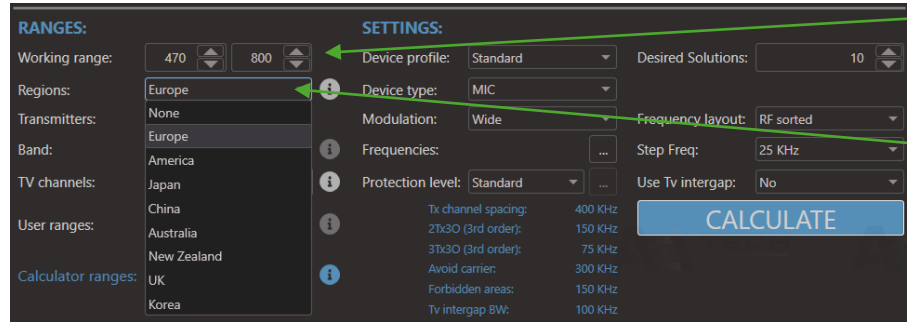 RANGES:
Working range: 470 800
Regions: Europe
Transmitters: None
Europe
Band:
America
TV channels: Japan
China
User ranges: Australia
New Zealand
Calculator ranges: UK
Korea
SETTINGS:
Device profile: Standard Desired Solutions: 10
Device type: MIC
Modulation: Wide Frequency layout: RF sorted
Frequencies: ... Step Freq: 25 KHz
Protection level: Standard ... Use Tv intergap: No
Tx channel spacing: 400 KHz
2Tx3O (3rd order): 150 KHz
3Tx3O (3rd order): 75 KHz
Avoid carrier: 300 KHz
Forbidden areas: 150 KHz
Tv intergap BW: 100 KHz
CALCULATE